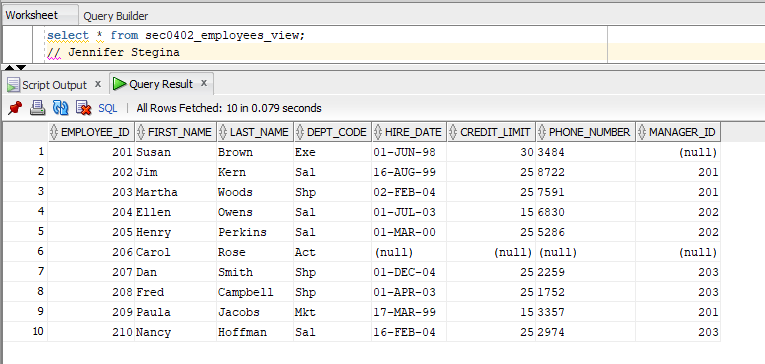 Worksheet Query Builder
select * from sec0402_employees_view;
// Jennifer Stegina
Script Output x Query Result x
SQL | All Rows Fetched: 10 in 0.079 seconds
EMPLOYEE_ID FIRST_NAME LAST_NAME DEPT_CODE HIRE_DATE CREDIT_LIMIT PHONE_NUMBER MANAGER_ID
1 201 Susan Brown Exe 01-JUN-98 30 3484 (null)
2 202 Jim Kern Sal 16-AUG-99 25 8722 201
3 203 Martha Woods Shp 02-FEB-04 25 7591 201
4 204 Ellen Owens Sal 01-JUL-03 15 6830 202
5 205 Henry Perkins Sal 01-MAR-00 25 5286 202
6 206 Carol Rose Act (null) (null) (null) (null)
7 207 Dan Smith Shp 01-DEC-04 25 2259 203
8 208 Fred Campbell Shp 01-APR-03 25 1752 203
9 209 Paula Jacobs Mkt 17-MAR-99 15 3357 201
10 210 Nancy Hoffman Sal 16-FEB-04 25 2974 203